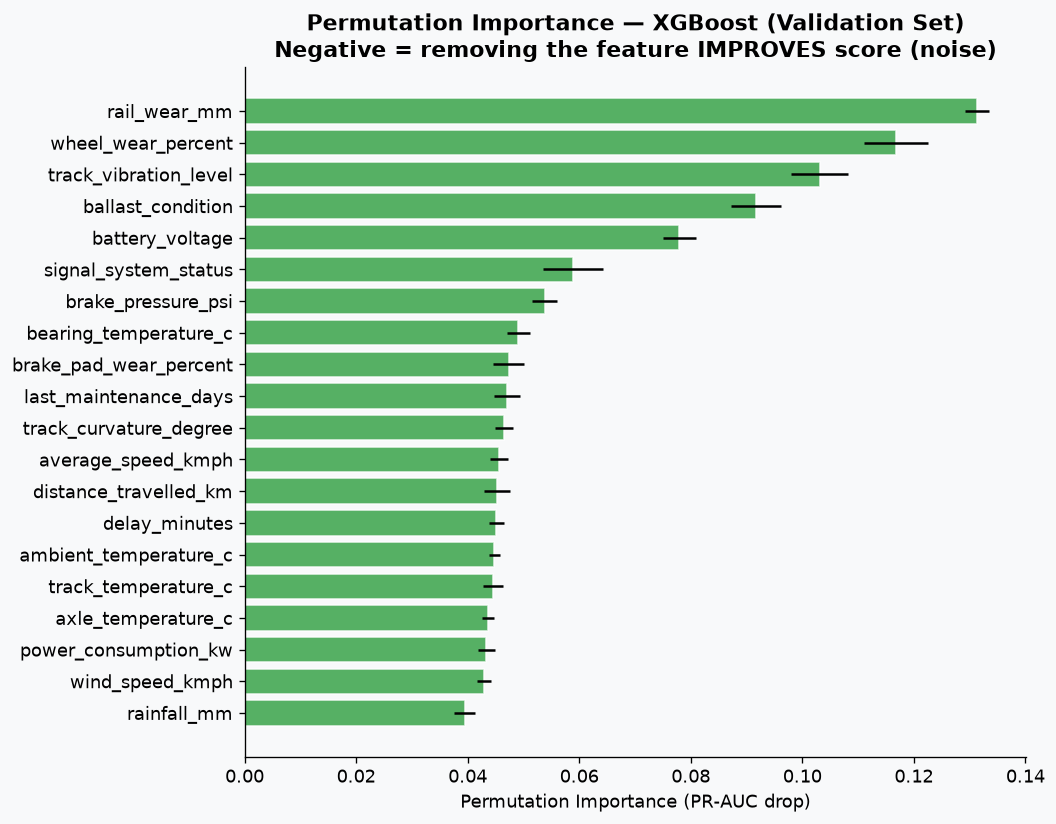 Permutation Importance — XGBoost (Validation Set)
Negative = removing the feature IMPROVES score (noise)
rail_wear_mm
wheel_wear_percent
track_vibration_level
ballast_condition
battery_voltage
signal_system_status
brake_pressure_psi
bearing_temperature_c
brake_pad_wear_percent
last_maintenance_days
track_curvature_degree
average_speed_kmph
distance_travelled_km
delay_minutes
ambient_temperature_c
track_temperature_c
axle_temperature_c
power_consumption_kw
wind_speed_kmph
rainfall_mm
0.00 0.02 0.04 0.06 0.08 0.10 0.12 0.14
Permutation Importance (PR-AUC drop)